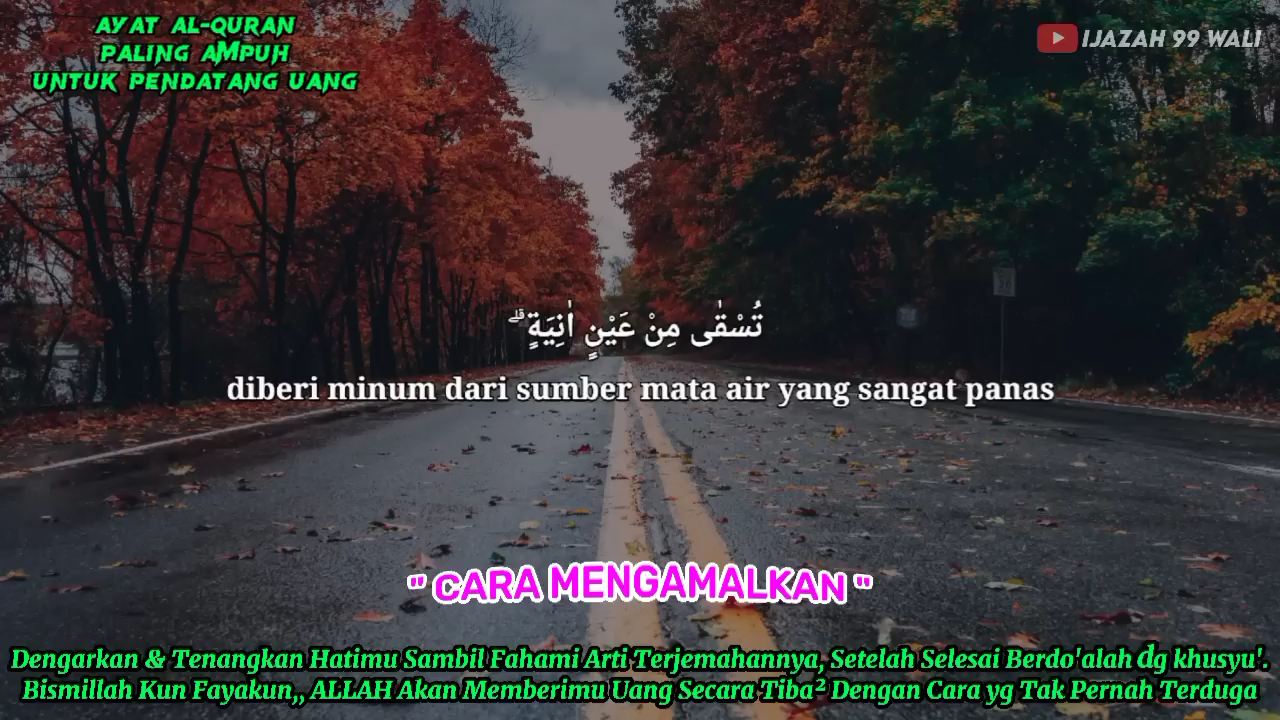 AYAT AL-QURAN
PALING AMPUH
UNTUK PENDATANG UANG
IJAZAH 99 WALI
تُسْقٰى مِنْ عَيْنٍ اٰنِيَةٍ ۗ
diberi minum dari sumber mata air yang sangat panas
" CARA MENGAMALKAN "
Dengarkan & Tenangkan Hatimu Sambil Fahami Arti Terjemahannya, Setelah Selesai Berdo'alah dg khusyu'.
Bismillah Kun Fayakun,, ALLAH Akan Memberimu Uang Secara Tiba² Dengan Cara yg Tak Pernah Terduga